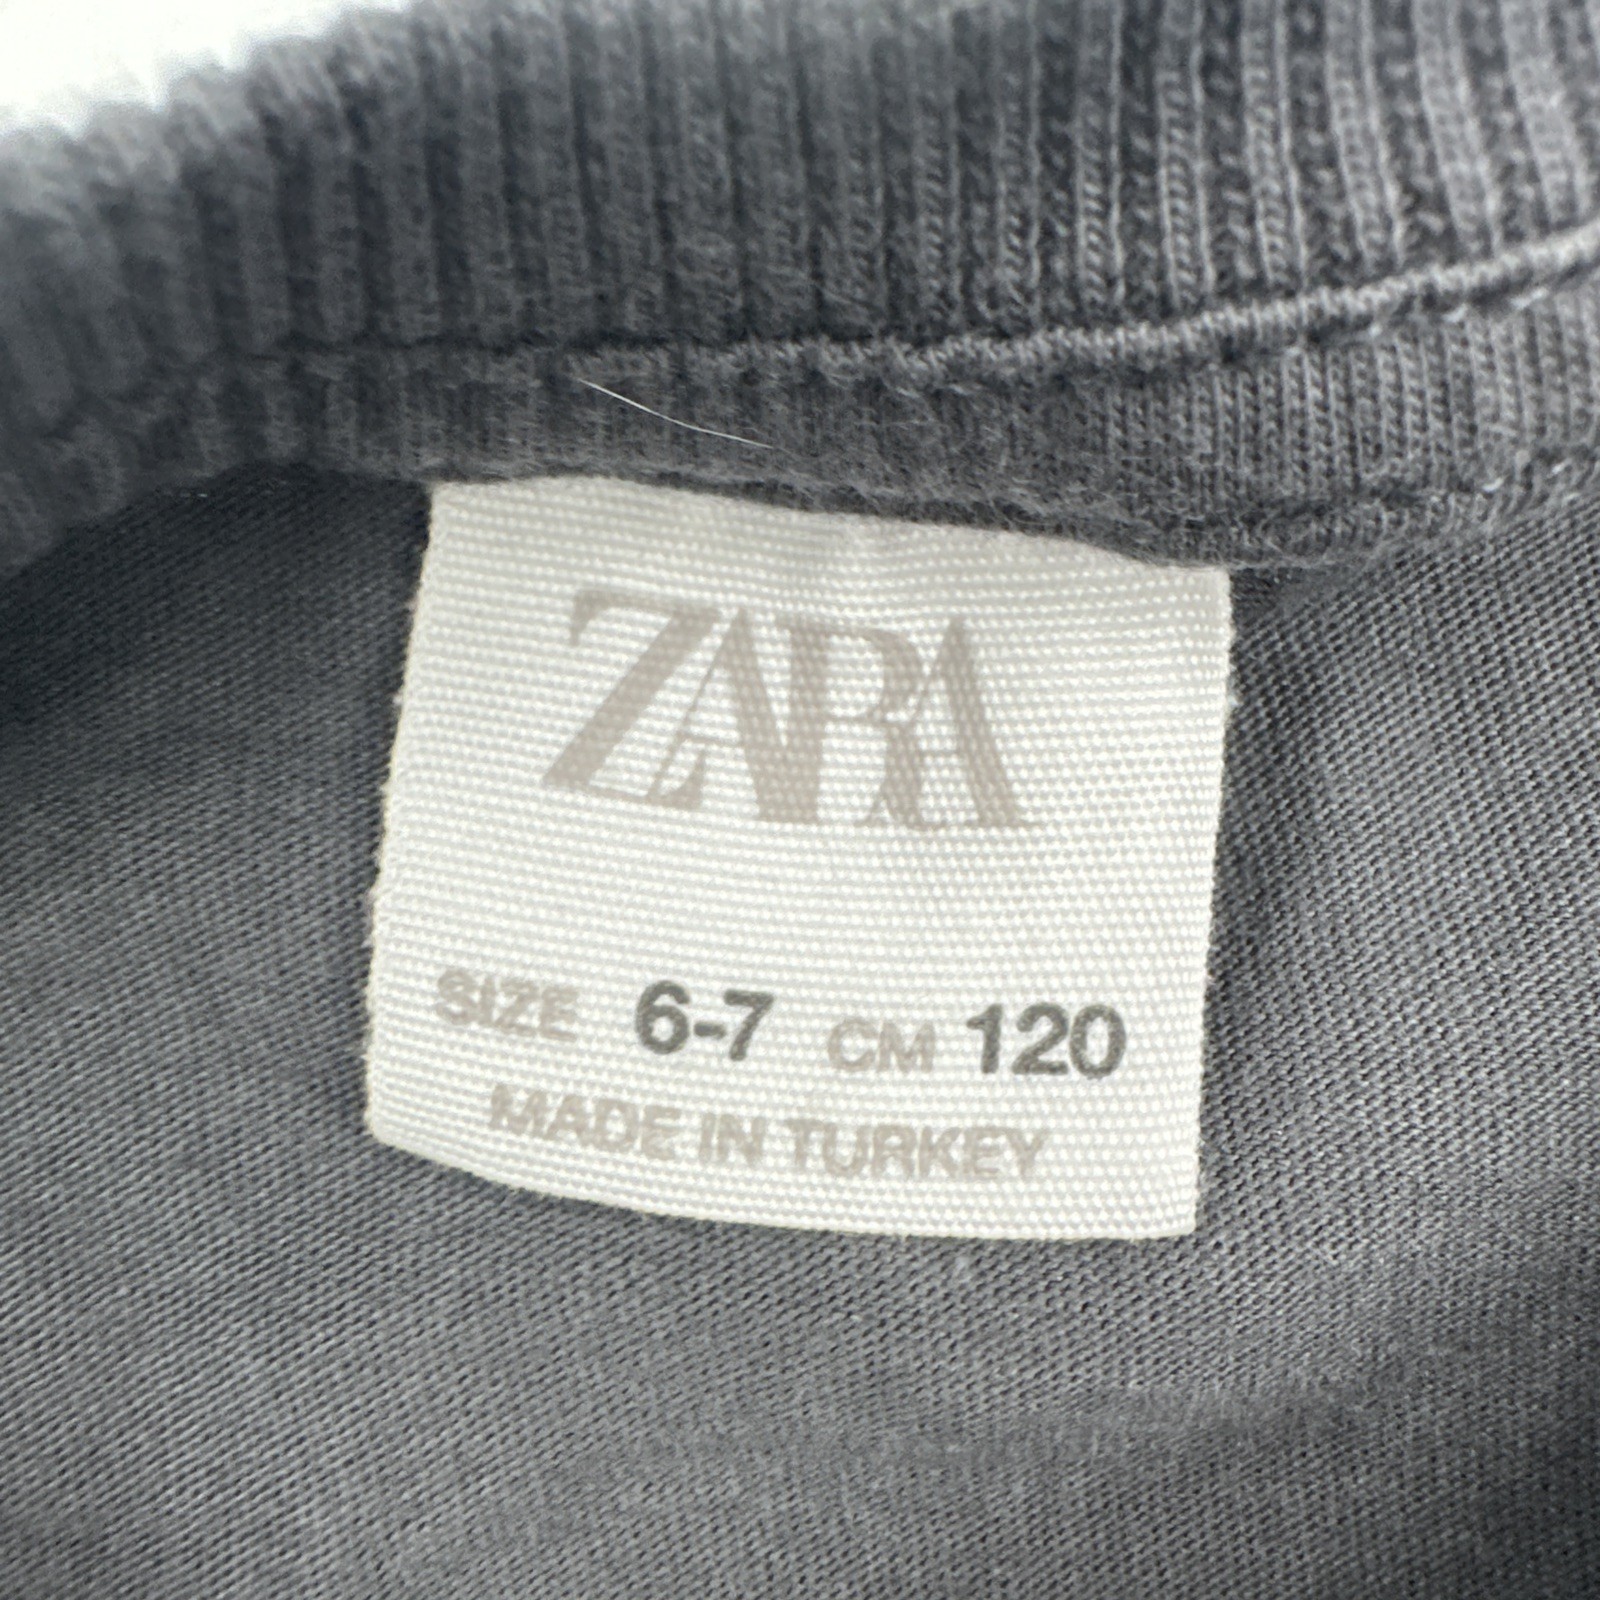 ZARA
SIZE 6-7 CM 120
MADE IN TURKEY